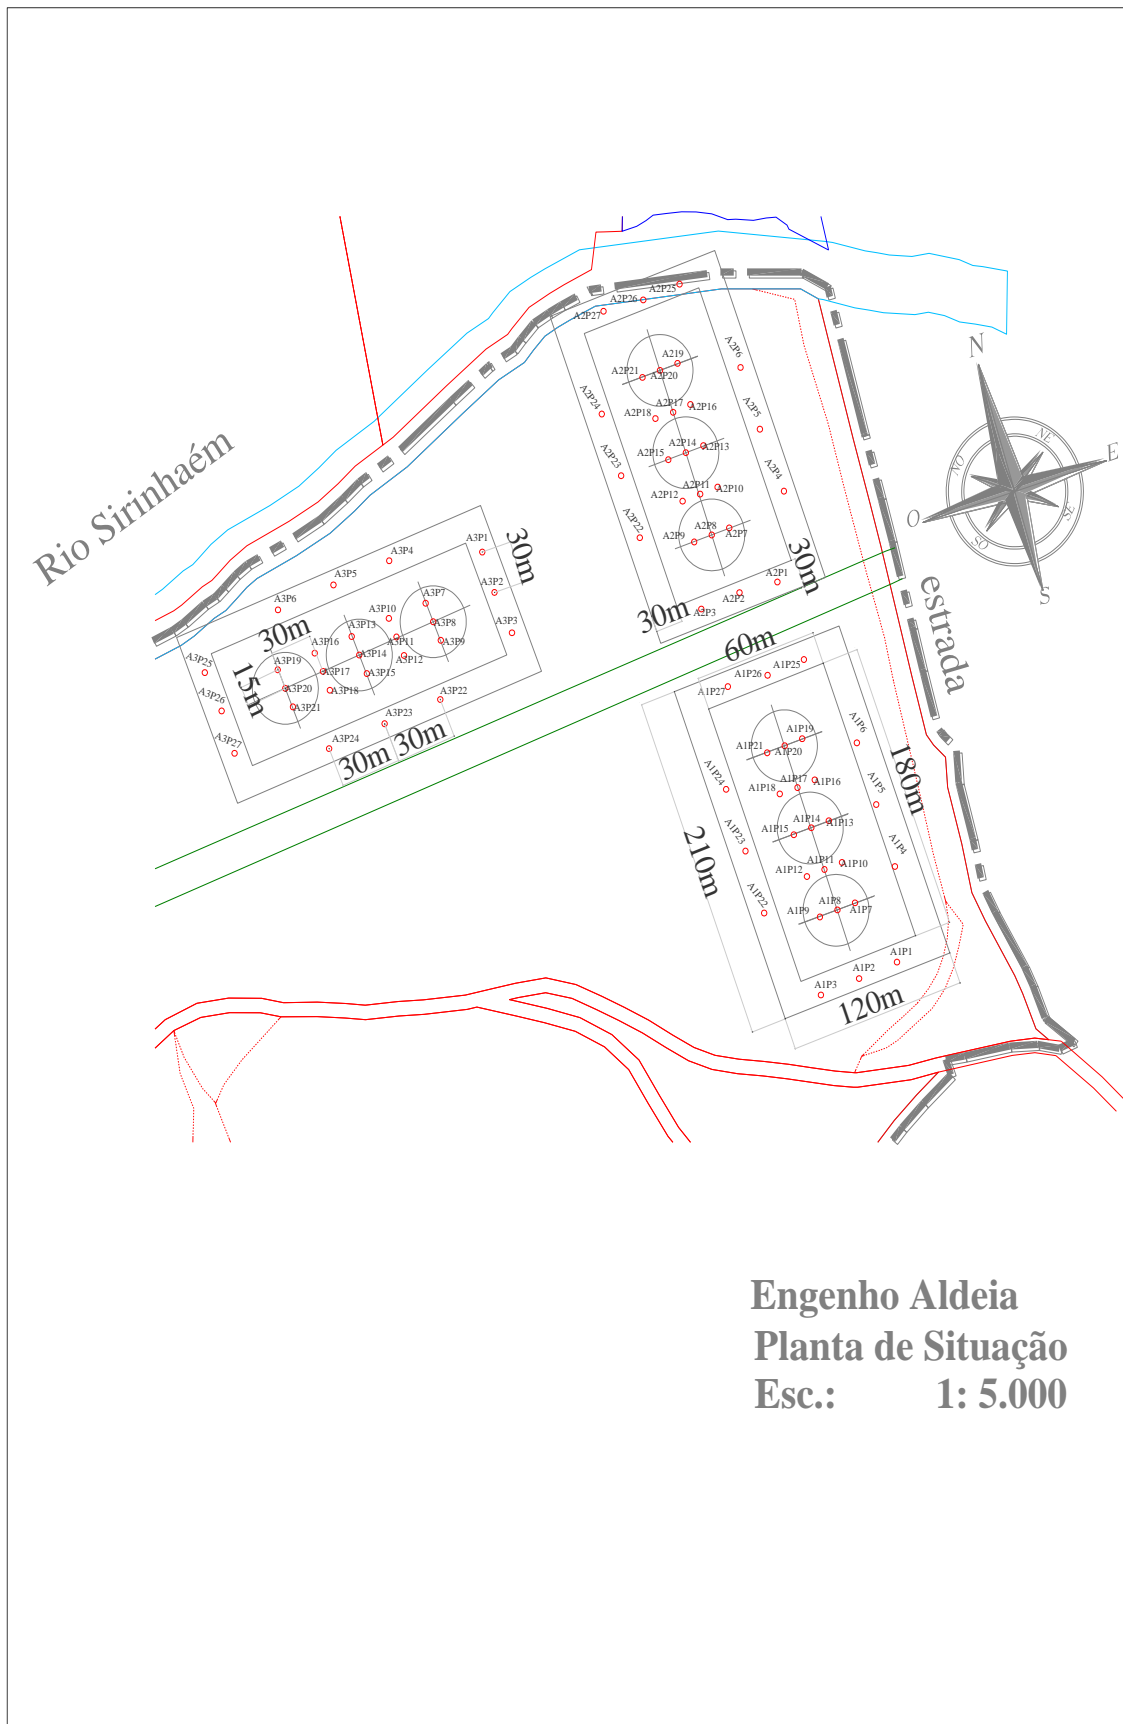 Rio Sirinhaém
estrada
N
NE
E
SE
S
SO
O
NO
A2P25
A2P26
A2P27
A2P6
A219
A2P20
A2P21
A2P24
A2P17
A2P16
A2P18
A2P5
A2P14
A2P13
A2P15
A2P23
A2P4
A2P11
A2P10
A2P12
A2P22
A2P8
A2P7
A2P9
A2P1
A2P2
A2P3
30m
30m
60m
A3P1
A3P4
30m
A3P5
A3P2
A3P6
A3P7
A3P10
A3P8
A3P3
30m
A3P13
A3P11
A3P9
A3P16
A3P14
A3P12
A3P25
A3P19
A3P17
A3P15
15m
A3P20
A3P18
A3P26
A3P21
A3P22
A3P23
A3P27
A3P24
30m
30m
A1P25
A1P26
A1P27
A1P6
A1P19
A1P20
A1P21
180m
A1P24
A1P17
A1P16
A1P18
A1P5
A1P14
A1P13
A1P15
A1P23
210m
A1P4
A1P11
A1P10
A1P12
A1P22
A1P8
A1P7
A1P9
A1P1
A1P2
A1P3
120m
Engenho Aldeia
Planta de Situação
Esc.: 1: 5.000